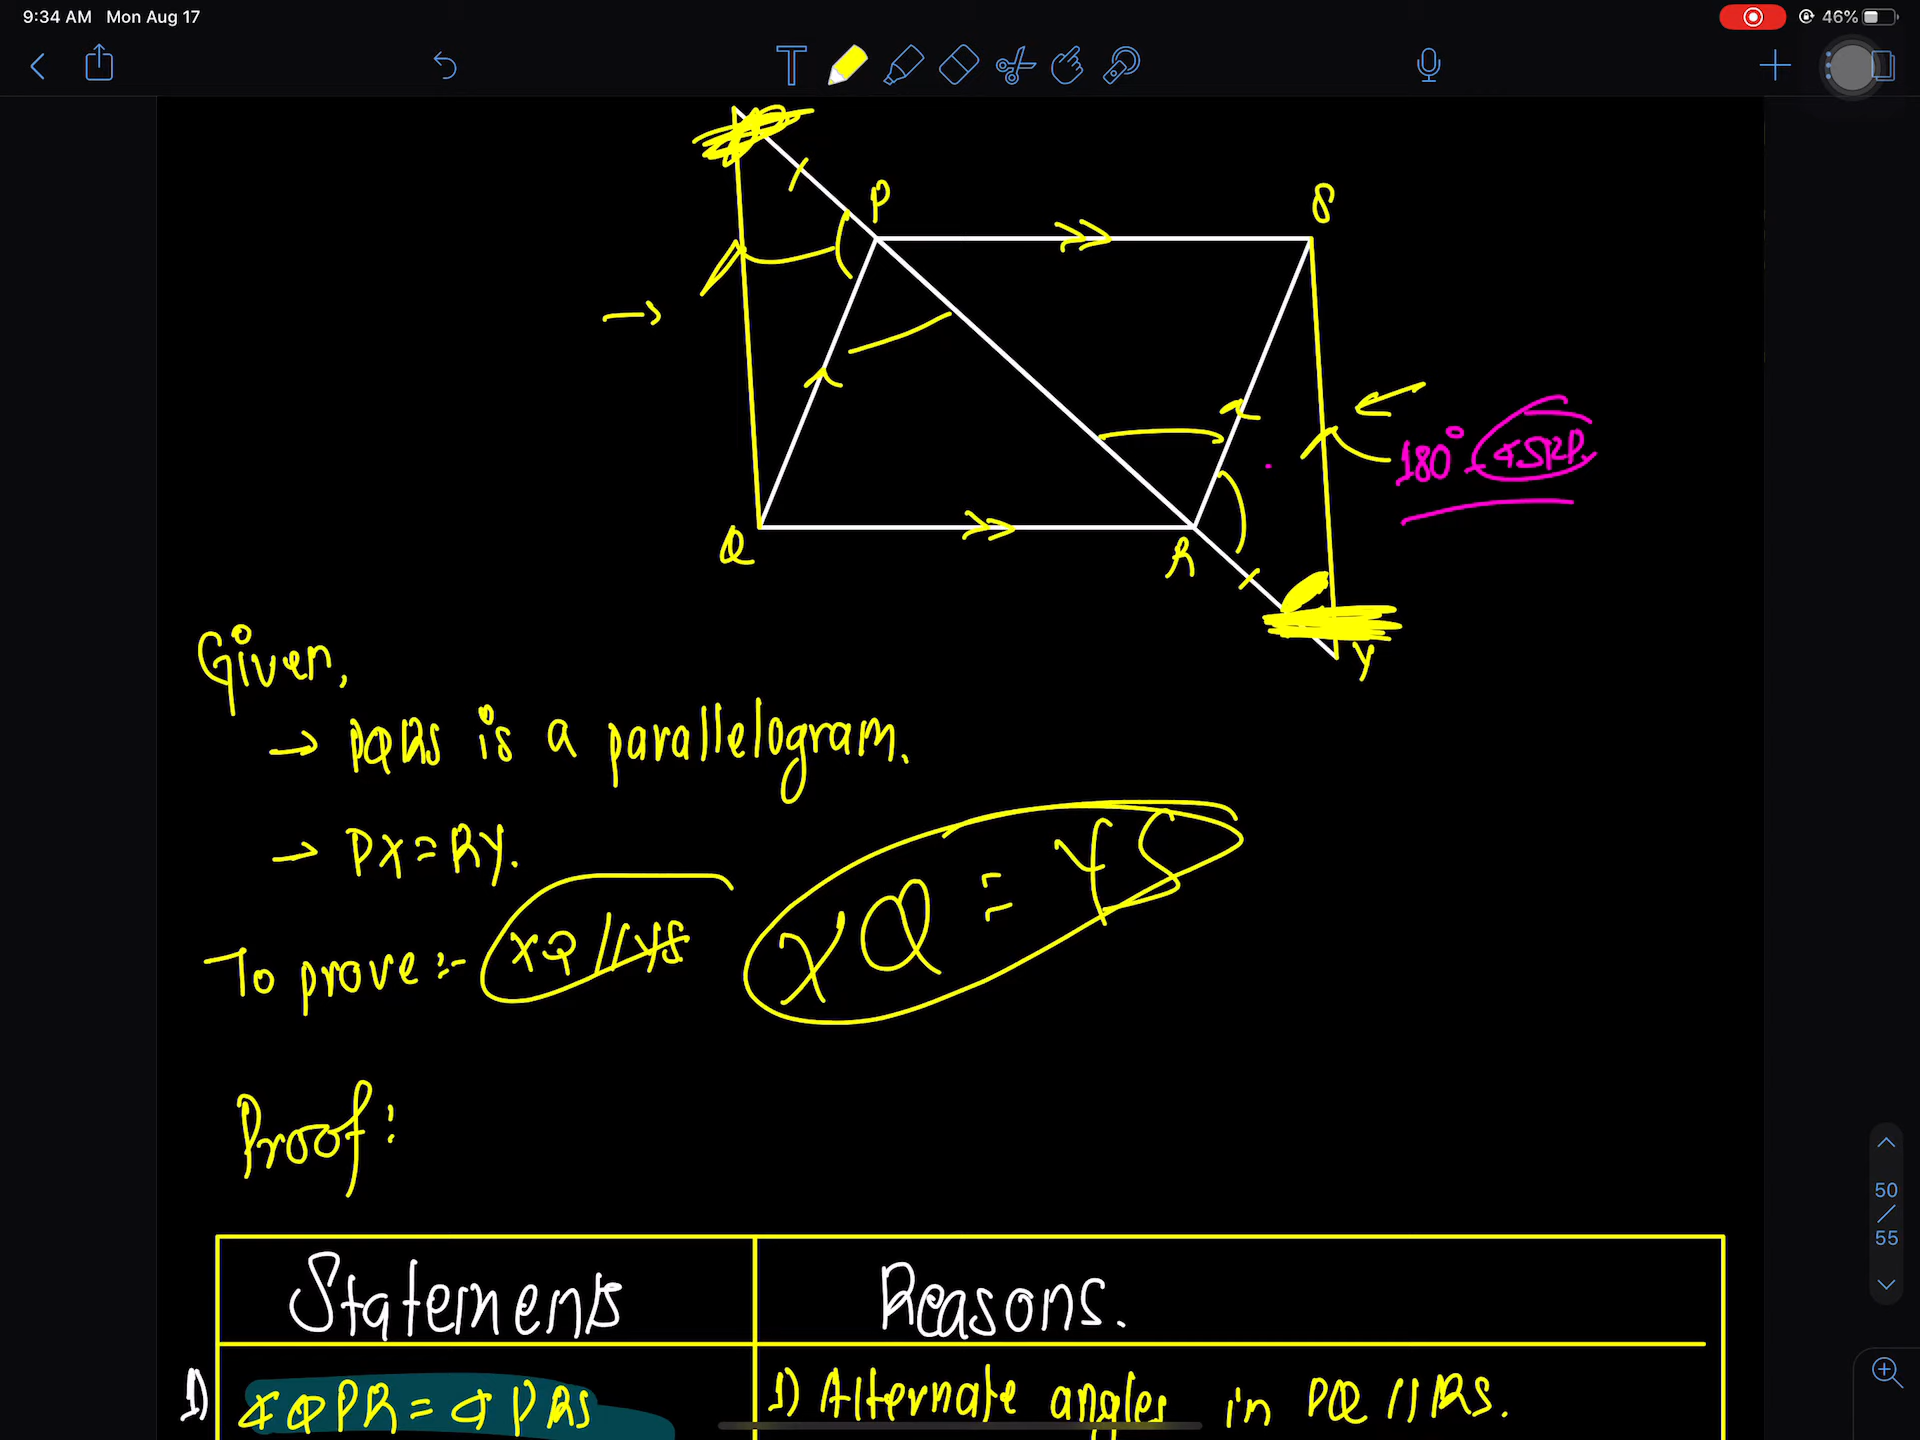 9:34 AM Mon Aug 17
46%
P
S
180° - ∠SRP.
Q
R
Y
Given,
→ PQRS is a parallelogram.
→ PX = RY.
To prove :- XQ // YS XQ = YS
Proof :
50
/
55
Statements Reasons.
1) ∠QPR = ∠PRS 1) Alternate angles in PQ // RS.